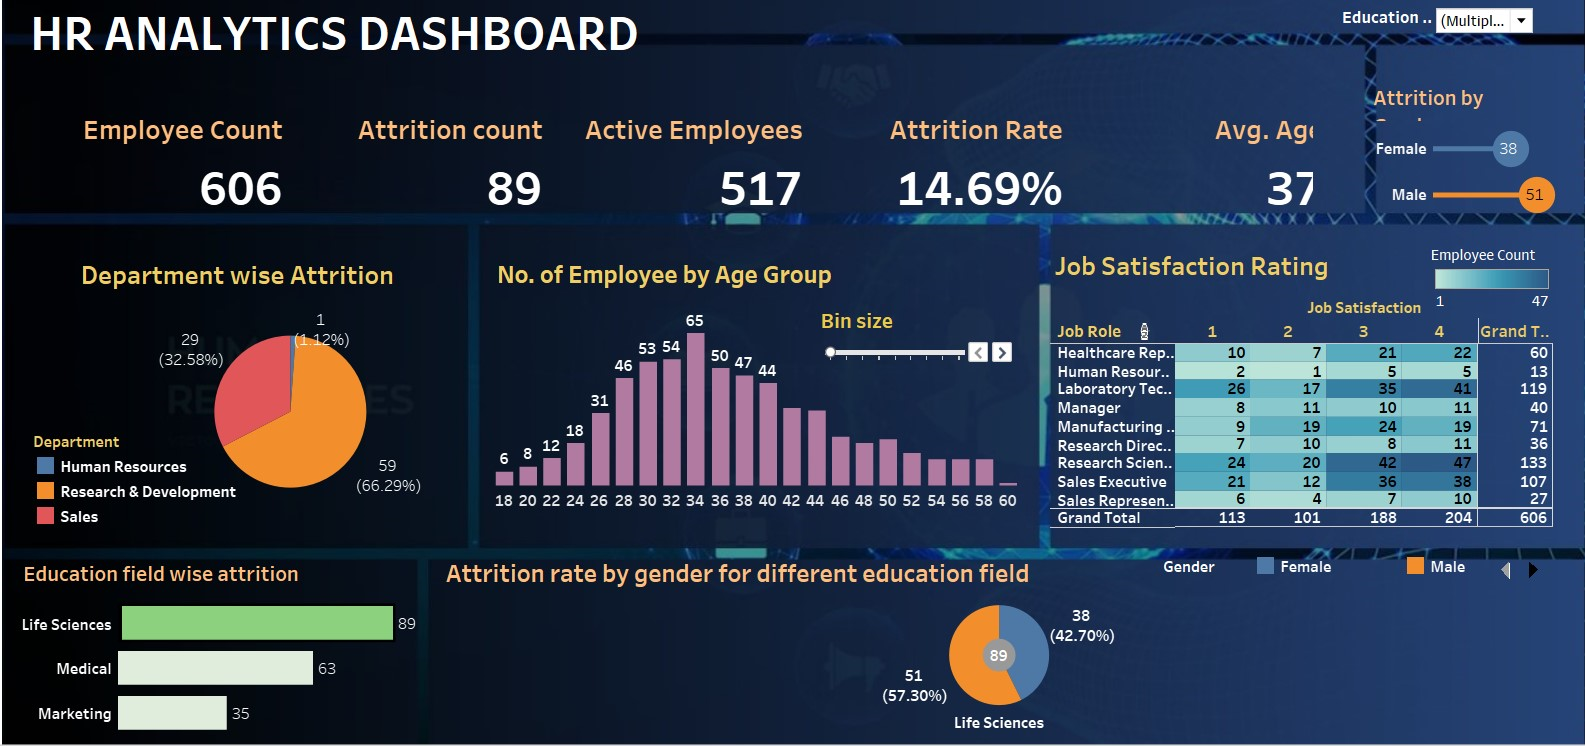 HR ANALYTICS DASHBOARD
Education ..
(Multipl...
Employee Count
606
Attrition count
89
Active Employees
517
Attrition Rate
14.69%
Avg. Age
37
Attrition by
Female 38
Male 51
Department wise Attrition
1
(1.12%)
29
(32.58%)
59
(66.29%)
Department
Human Resources
Research & Development
Sales
No. of Employee by Age Group
Bin size
6 8 12 18 31 46 53 54 65 50 47 44
18 20 22 24 26 28 30 32 34 36 38 40 42 44 46 48 50 52 54 56 58 60
Job Satisfaction Rating
Employee Count
1 47
Job Satisfaction
Job Role 1 2 3 4 Grand T..
Healthcare Rep.. 10 7 21 22 60
Human Resour.. 2 1 5 5 13
Laboratory Tec.. 26 17 35 41 119
Manager 8 11 10 11 40
Manufacturing .. 9 19 24 19 71
Research Direc.. 7 10 8 11 36
Research Scien.. 24 20 42 47 133
Sales Executive 21 12 36 38 107
Sales Represen.. 6 4 7 10 27
Grand Total 113 101 188 204 606
Education field wise attrition
Life Sciences 89
Medical 63
Marketing 35
Attrition rate by gender for different education field
Gender Female Male
38
(42.70%)
89
51
(57.30%)
Life Sciences